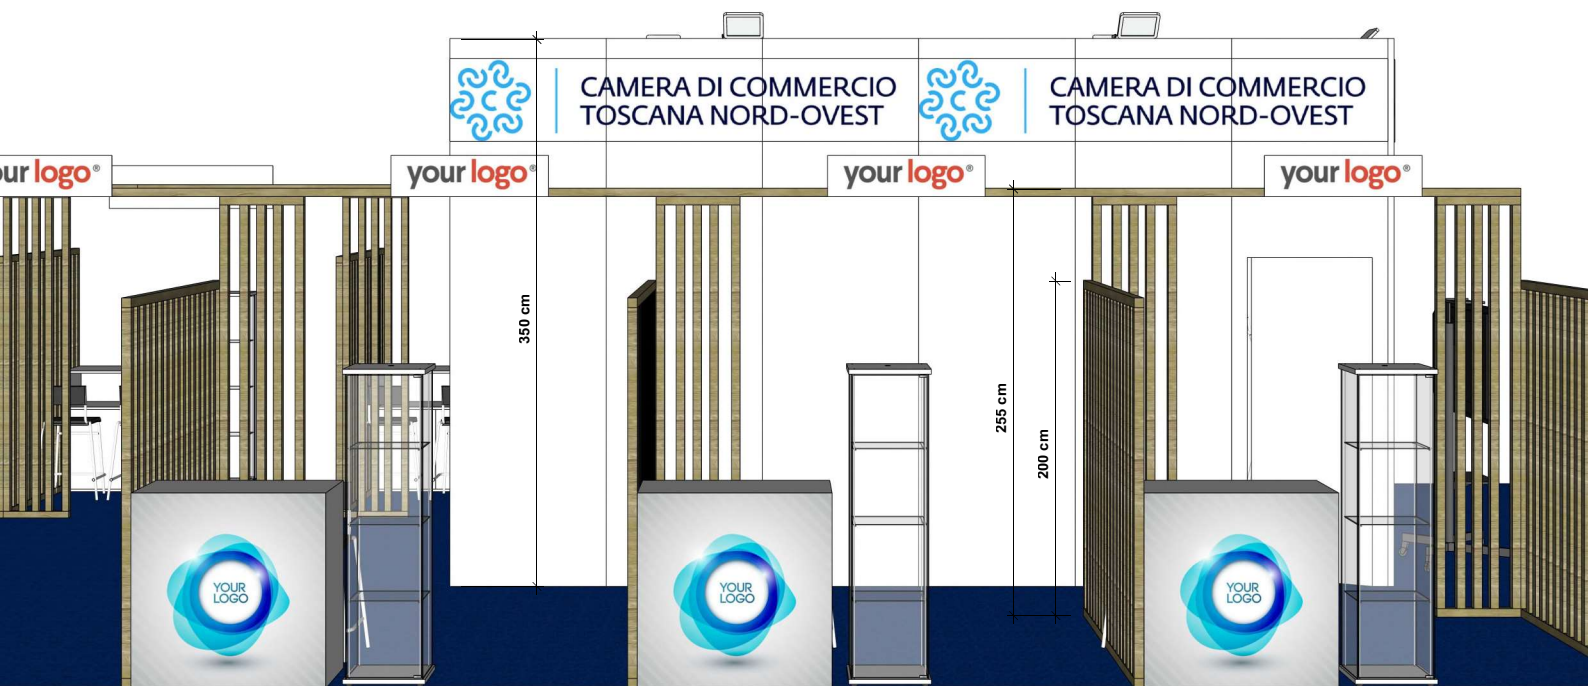 CAMERA DI COMMERCIO
TOSCANA NORD-OVEST
CAMERA DI COMMERCIO
TOSCANA NORD-OVEST
our logo®
your logo®
your logo®
your logo®
350 cm
255 cm
200 cm
YOUR
LOGO
YOUR
LOGO
YOUR
LOGO